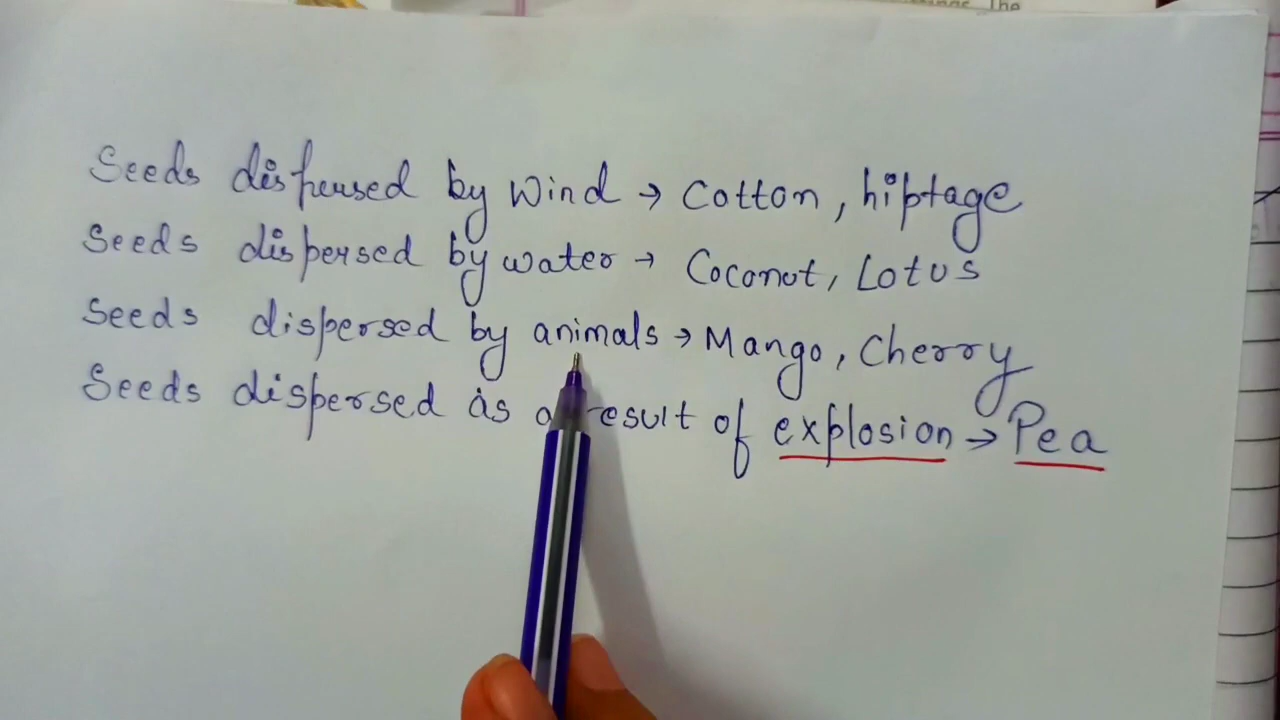 The
Seeds dispersed by Wind → Cotton, hiptage
Seeds dispersed by water → Coconut, Lotus
Seeds dispersed by animals → Mango, Cherry
Seeds dispersed as a result of explosion → Pea